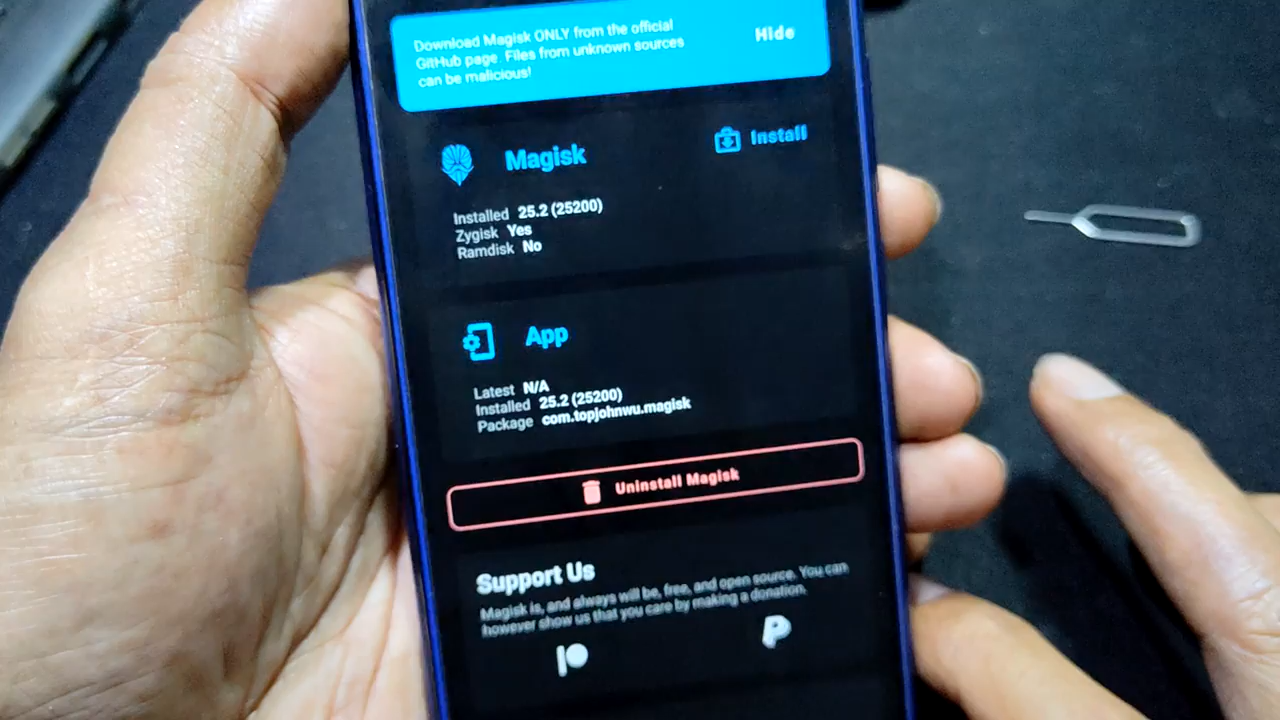 Download Magisk ONLY from the official
GitHub page. Files from unknown sources
can be malicious!
Hide
Magisk
Install
Installed 25.2 (25200)
Zygisk Yes
Ramdisk No
App
Latest N/A
Installed 25.2 (25200)
Package com.topjohnwu.magisk
Uninstall Magisk
Support Us
Magisk is, and always will be, free, and open source. You can
however show us that you care by making a donation.